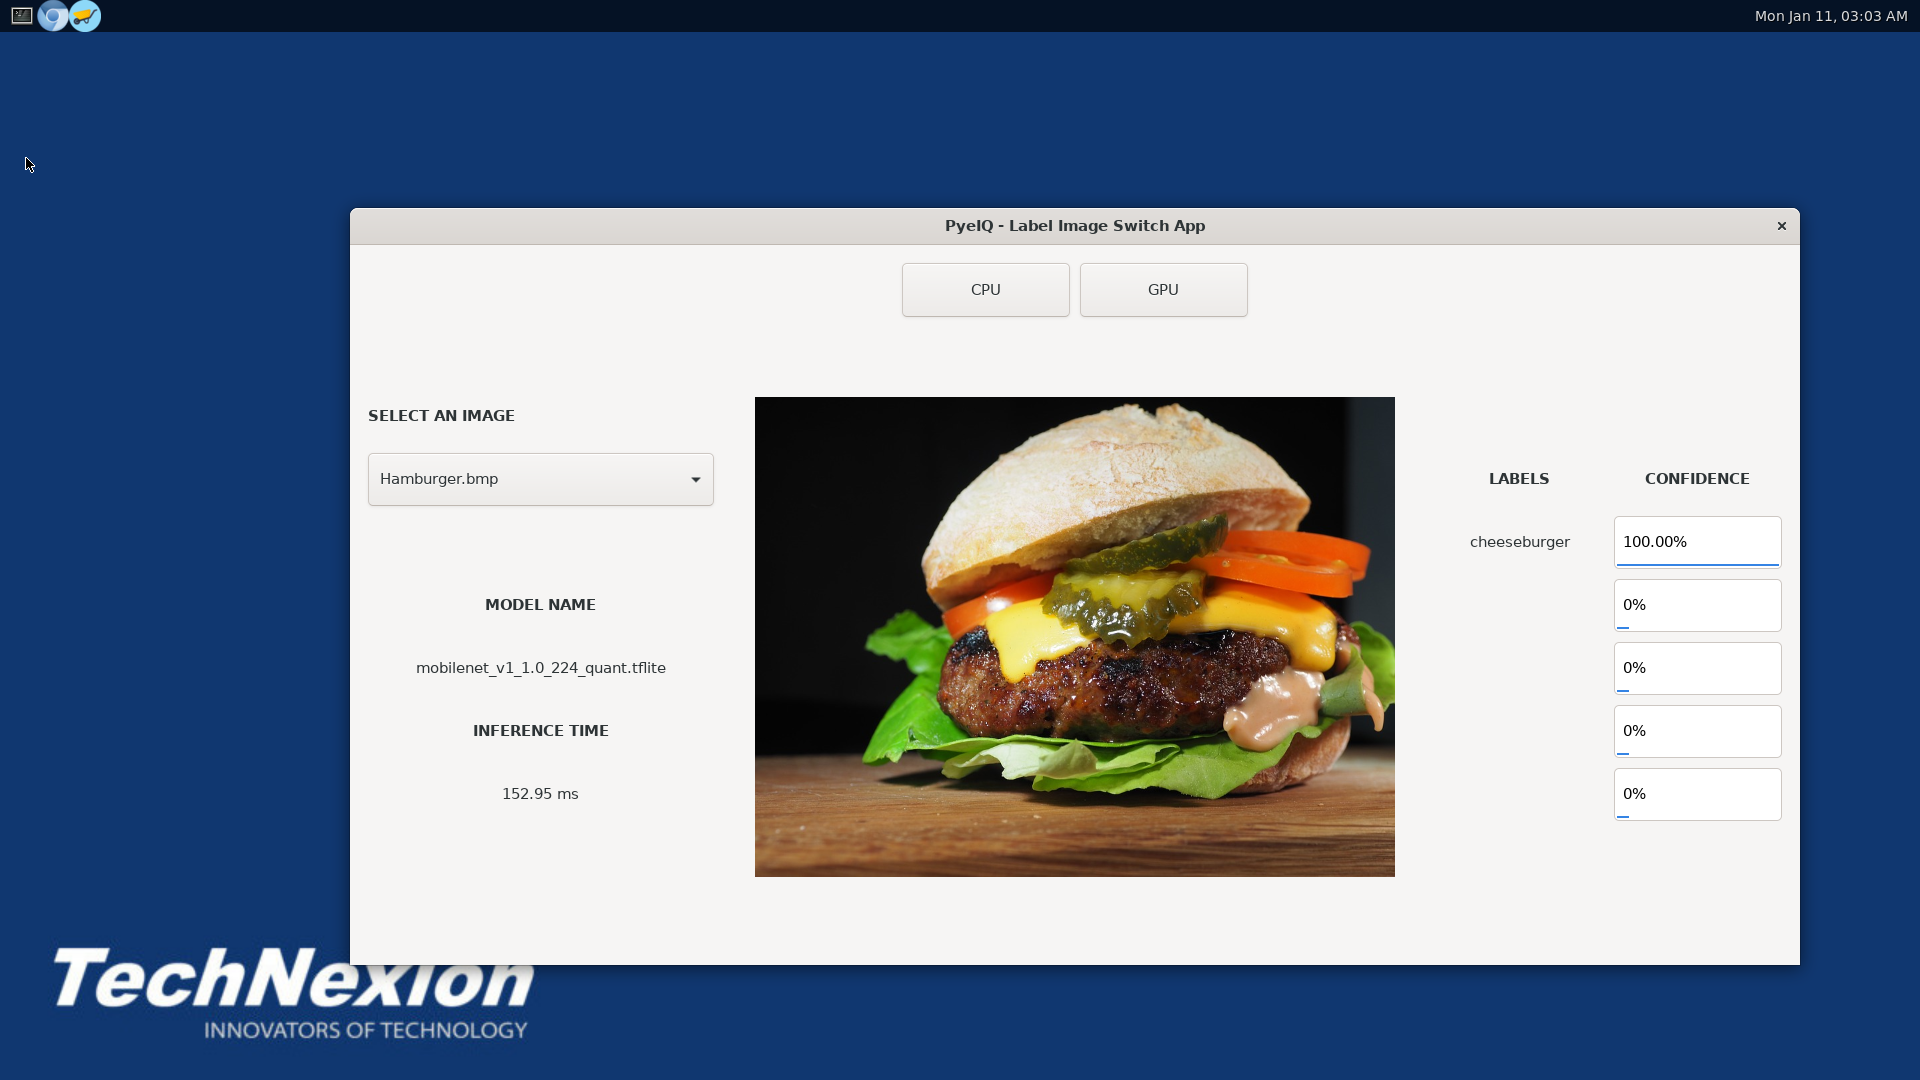 Mon Jan 11, 03:03 AM
PyeIQ - Label Image Switch App
CPU
GPU
SELECT AN IMAGE
Hamburger.bmp
MODEL NAME
mobilenet_v1_1.0_224_quant.tflite
INFERENCE TIME
152.95 ms
LABELS
CONFIDENCE
cheeseburger
100.00%
0%
0%
0%
0%
TechNexion
INNOVATORS OF TECHNOLOGY